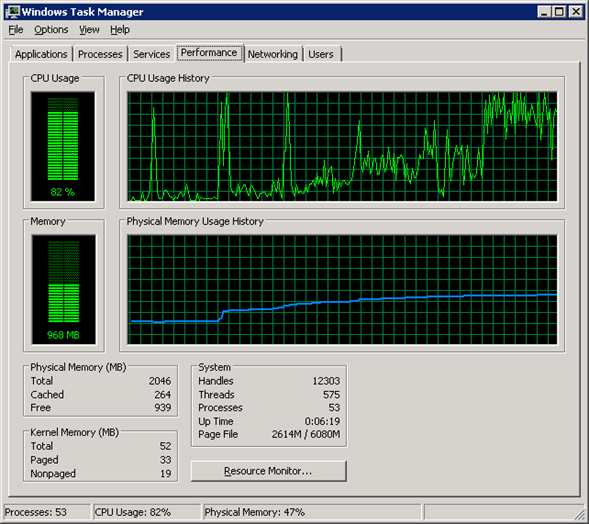 Windows Task Manager
File Options View Help
Applications Processes Services Performance Networking Users
CPU Usage
CPU Usage History
82 %
Memory
Physical Memory Usage History
968 MB
Physical Memory (MB)
Total 2046
Cached 264
Free 939
Kernel Memory (MB)
Total 52
Paged 33
Nonpaged 19
System
Handles 12303
Threads 575
Processes 53
Up Time 0:06:19
Page File 2614M / 6080M
Resource Monitor...
Processes: 53 CPU Usage: 82% Physical Memory: 47%